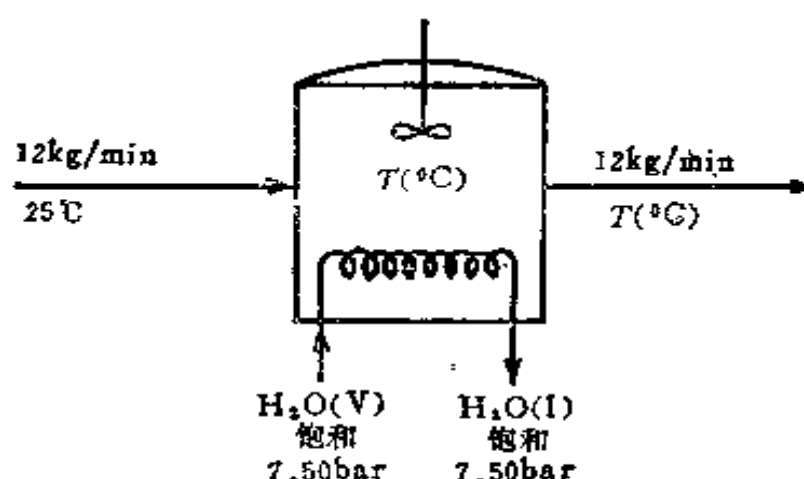 12kg/min
25℃
T(°C)
12kg/min
T(°C)
H₂O(V)
饱和
7.50bar
H₂O(l)
饱和
7.50bar